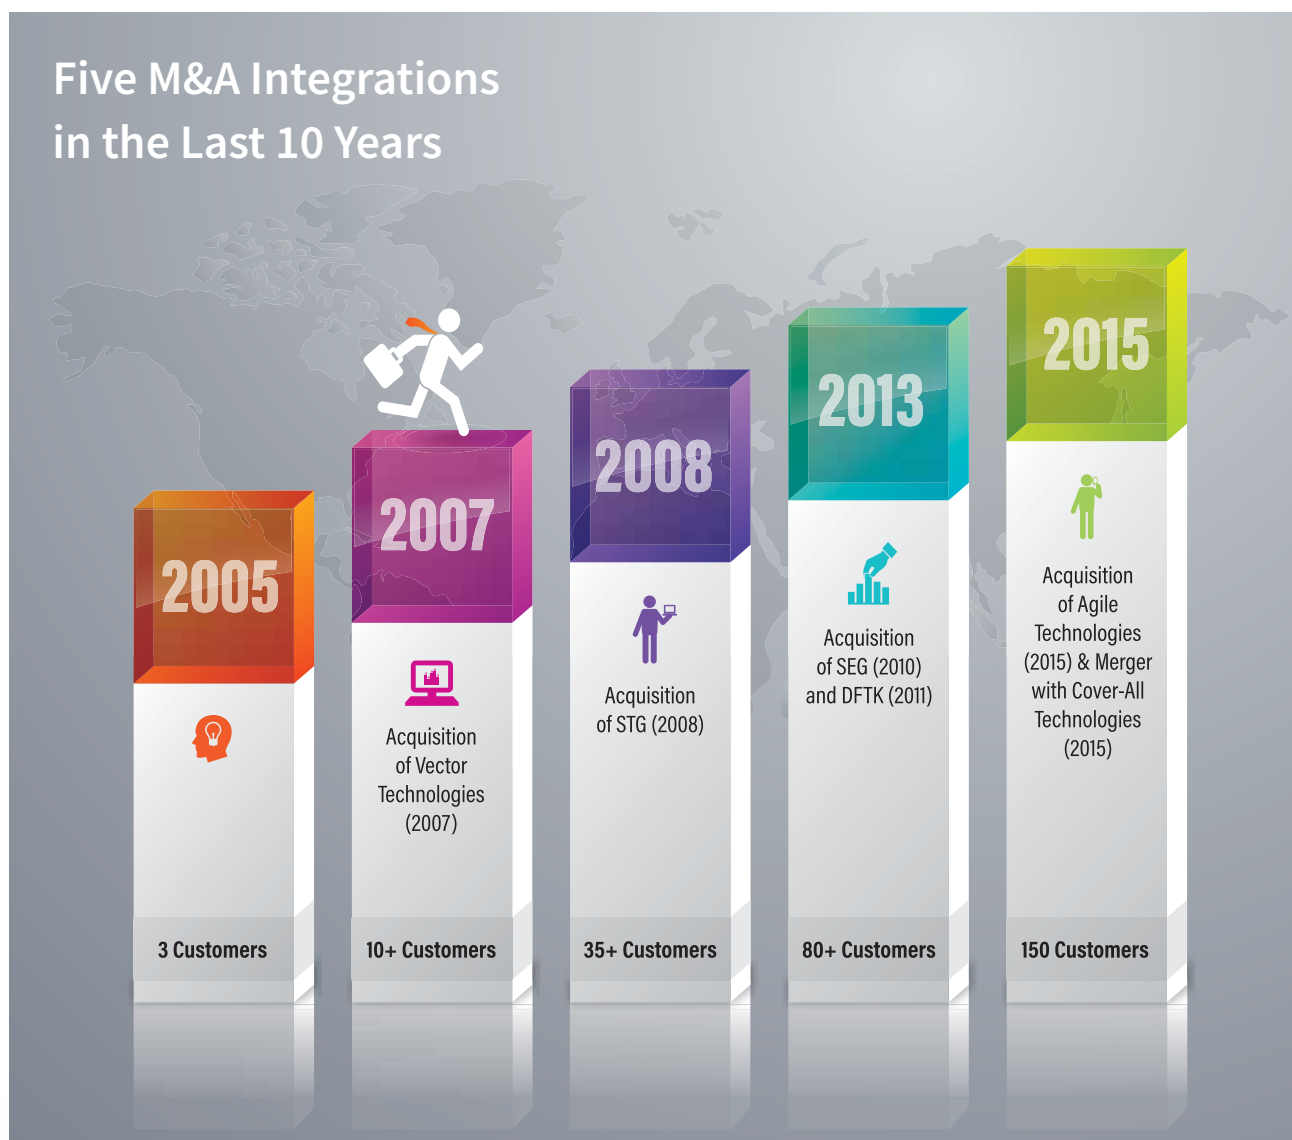 Five M&A Integrations
in the Last 10 Years
2005
3 Customers
2007
Acquisition
of Vector
Technologies
(2007)
10+ Customers
2008
Acquisition
of STG (2008)
35+ Customers
2013
Acquisition
of SEG (2010)
and DFTK (2011)
80+ Customers
2015
Acquisition
of Agile
Technologies
(2015) & Merger
with Cover-All
Technologies
(2015)
150 Customers